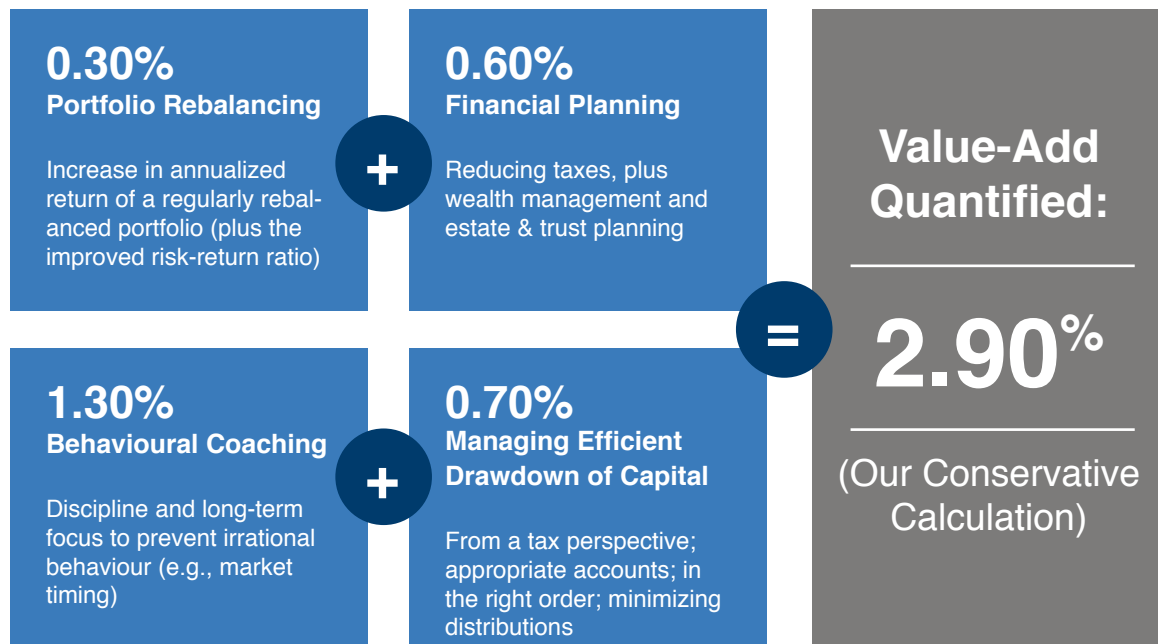 0.30%
Portfolio Rebalancing
Increase in annualized
return of a regularly rebal-
anced portfolio (plus the
improved risk-return ratio)
+
0.60%
Financial Planning
Reducing taxes, plus
wealth management and
estate & trust planning
1.30%
Behavioural Coaching
Discipline and long-term
focus to prevent irrational
behaviour (e.g., market
timing)
+
0.70%
Managing Efficient
Drawdown of Capital
From a tax perspective;
appropriate accounts; in
the right order; minimizing
distributions
=
Value-Add
Quantified:
2.90%
(Our Conservative
Calculation)